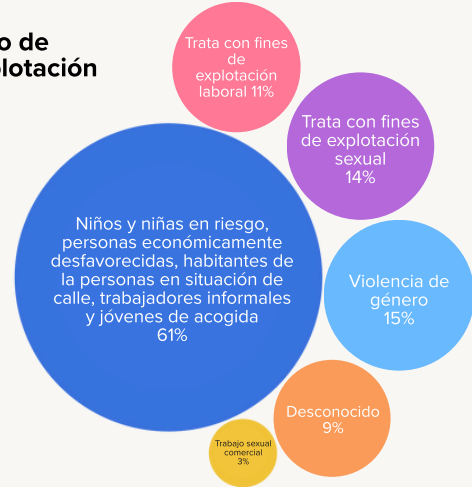 o de
lotación
Trata con fines
de
explotación
laboral 11%
Trata con fines
de explotación
sexual
14%
Niños y niñas en riesgo,
personas económicamente
desfavorecidas, habitantes de
la personas en situación de
calle, trabajadores informales
y jóvenes de acogida
61%
Violencia de
género
15%
Desconocido
9%
Trabajo sexual
comercial
3%